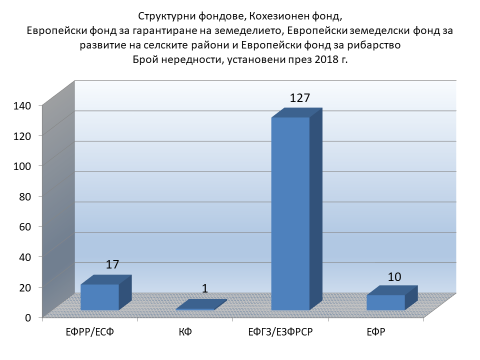 Структурни фондове, Кохезионен фонд,
Европейски фонд за гарантиране на земеделието, Европейски земеделски фонд за
развитие на селските райони и Европейски фонд за рибарство
Брой нередности, установени през 2018 г.
140
120
100
80
60
40
20
0
17
1
127
10
ЕФРР/ЕСФ
КФ
ЕФГЗ/ЕЗФРСР
ЕФР